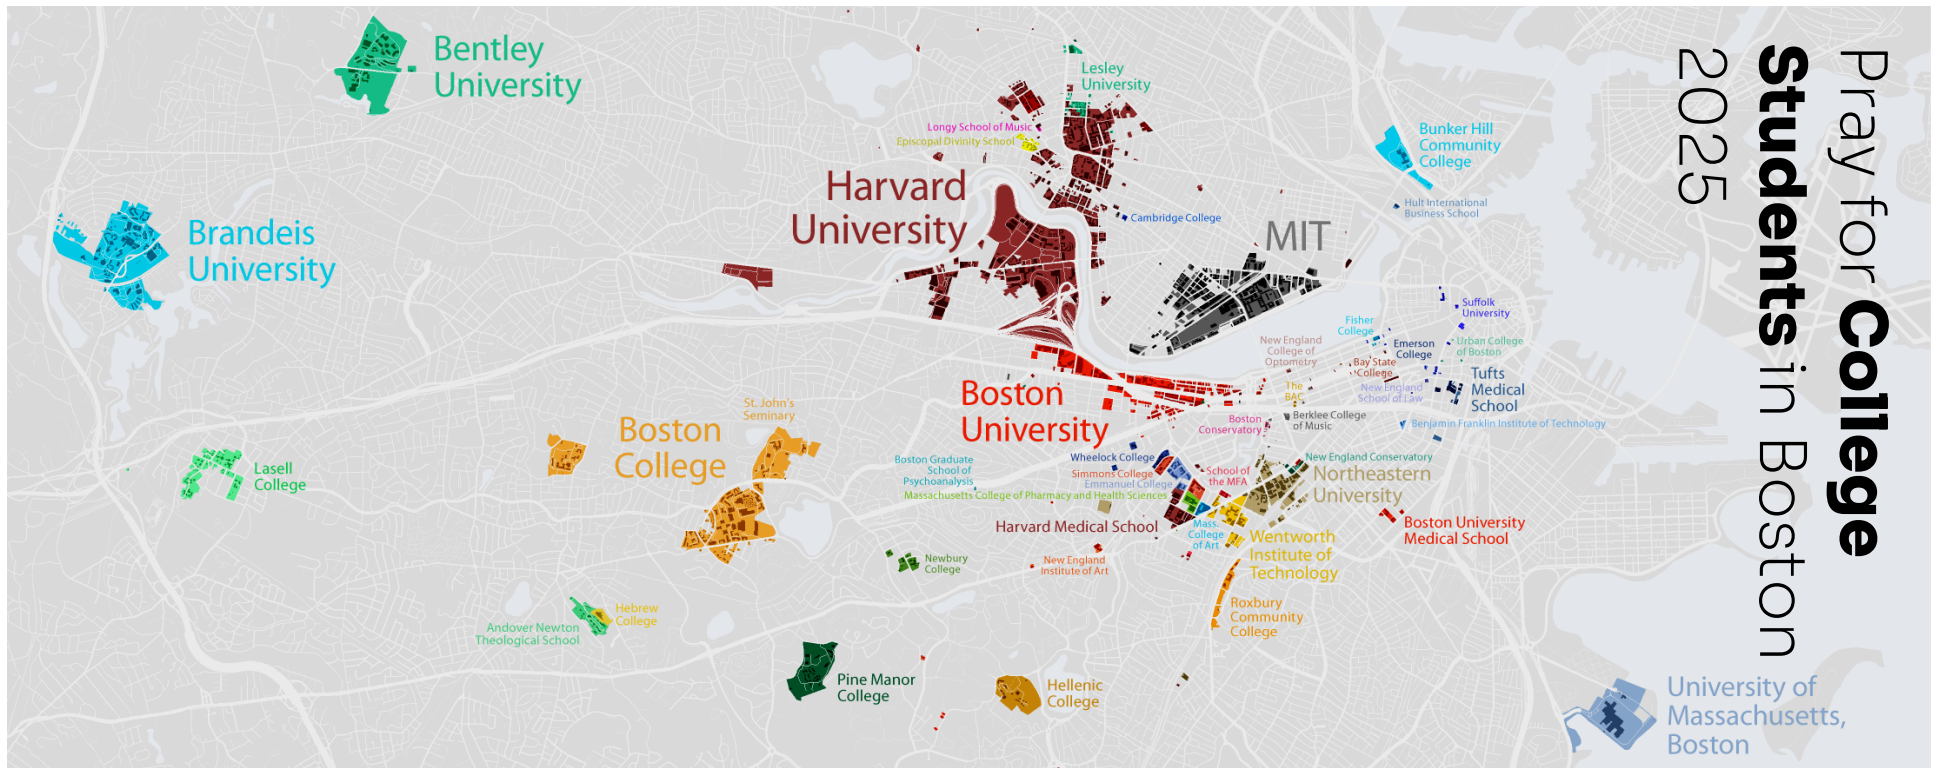 Pray for College
Students in Boston
2025
Bentley
University
Lesley
University
Longy School of Music
Episcopal Divinity School
Bunker Hill
Community
College
Harvard
University
Cambridge College
Hult International
Business School
MIT
Brandeis
University
Suffolk
University
Fisher
College
New England
College of
Optometry
Emerson
College
Urban College
of Boston
Bay State
College
Tufts
Medical
School
The
BAC
New England
School of Law
Boston
University
St. John's
Seminary
Boston
College
Boston
Conservatory
Berklee College
of Music
Benjamin Franklin Institute of Technology
Lasell
College
Boston Graduate
School of
Psychoanalysis
Wheelock College
Simmons College
Emmanuel College
Massachusetts College of Pharmacy and Health Sciences
School of
the MFA
New England Conservatory
Northeastern
University
Harvard Medical School
Mass.
College
of Art
Boston University
Medical School
Wentworth
Institute of
Technology
Newbury
College
New England
Institute of Art
Roxbury
Community
College
Hebrew
College
Andover Newton
Theological School
Pine Manor
College
Hellenic
College
University of
Massachusetts,
Boston